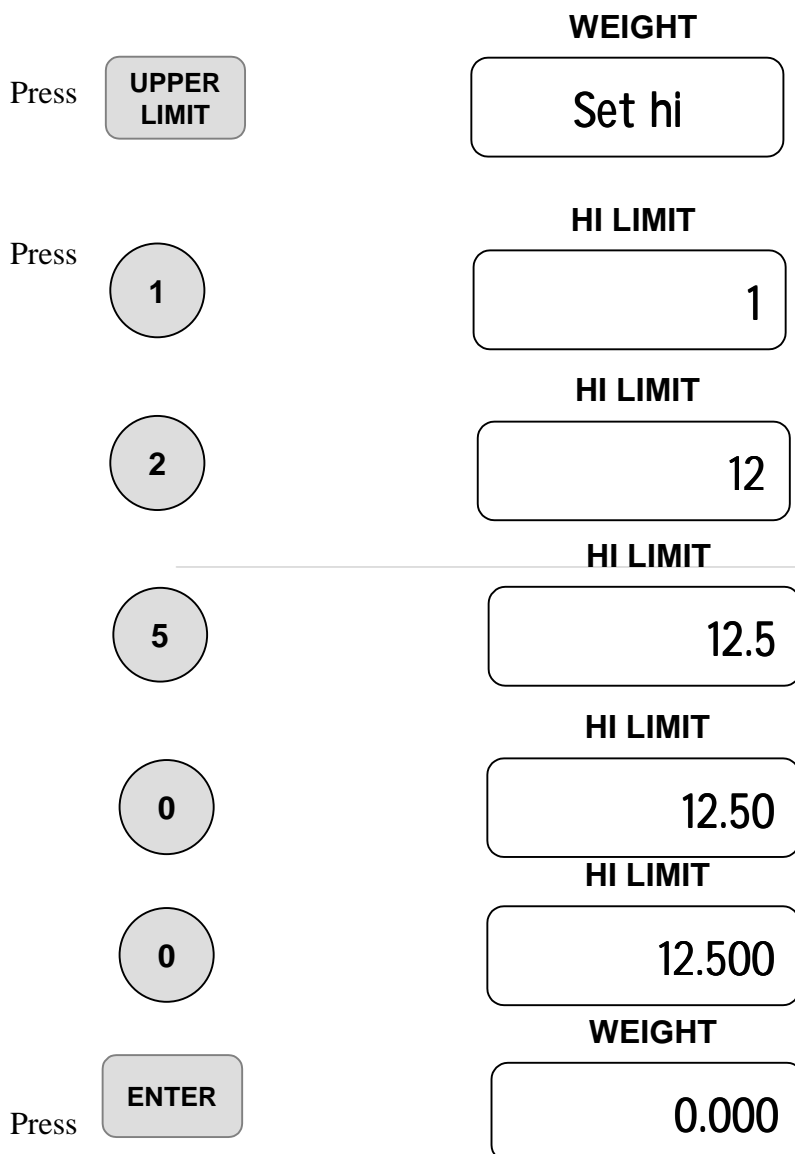 WEIGHT
Press
UPPER
LIMIT
Set hi
HI LIMIT
Press
1
1
HI LIMIT
2
12
HI LIMIT
5
12.5
HI LIMIT
0
12.50
HI LIMIT
0
12.500
WEIGHT
ENTER
Press
0.000